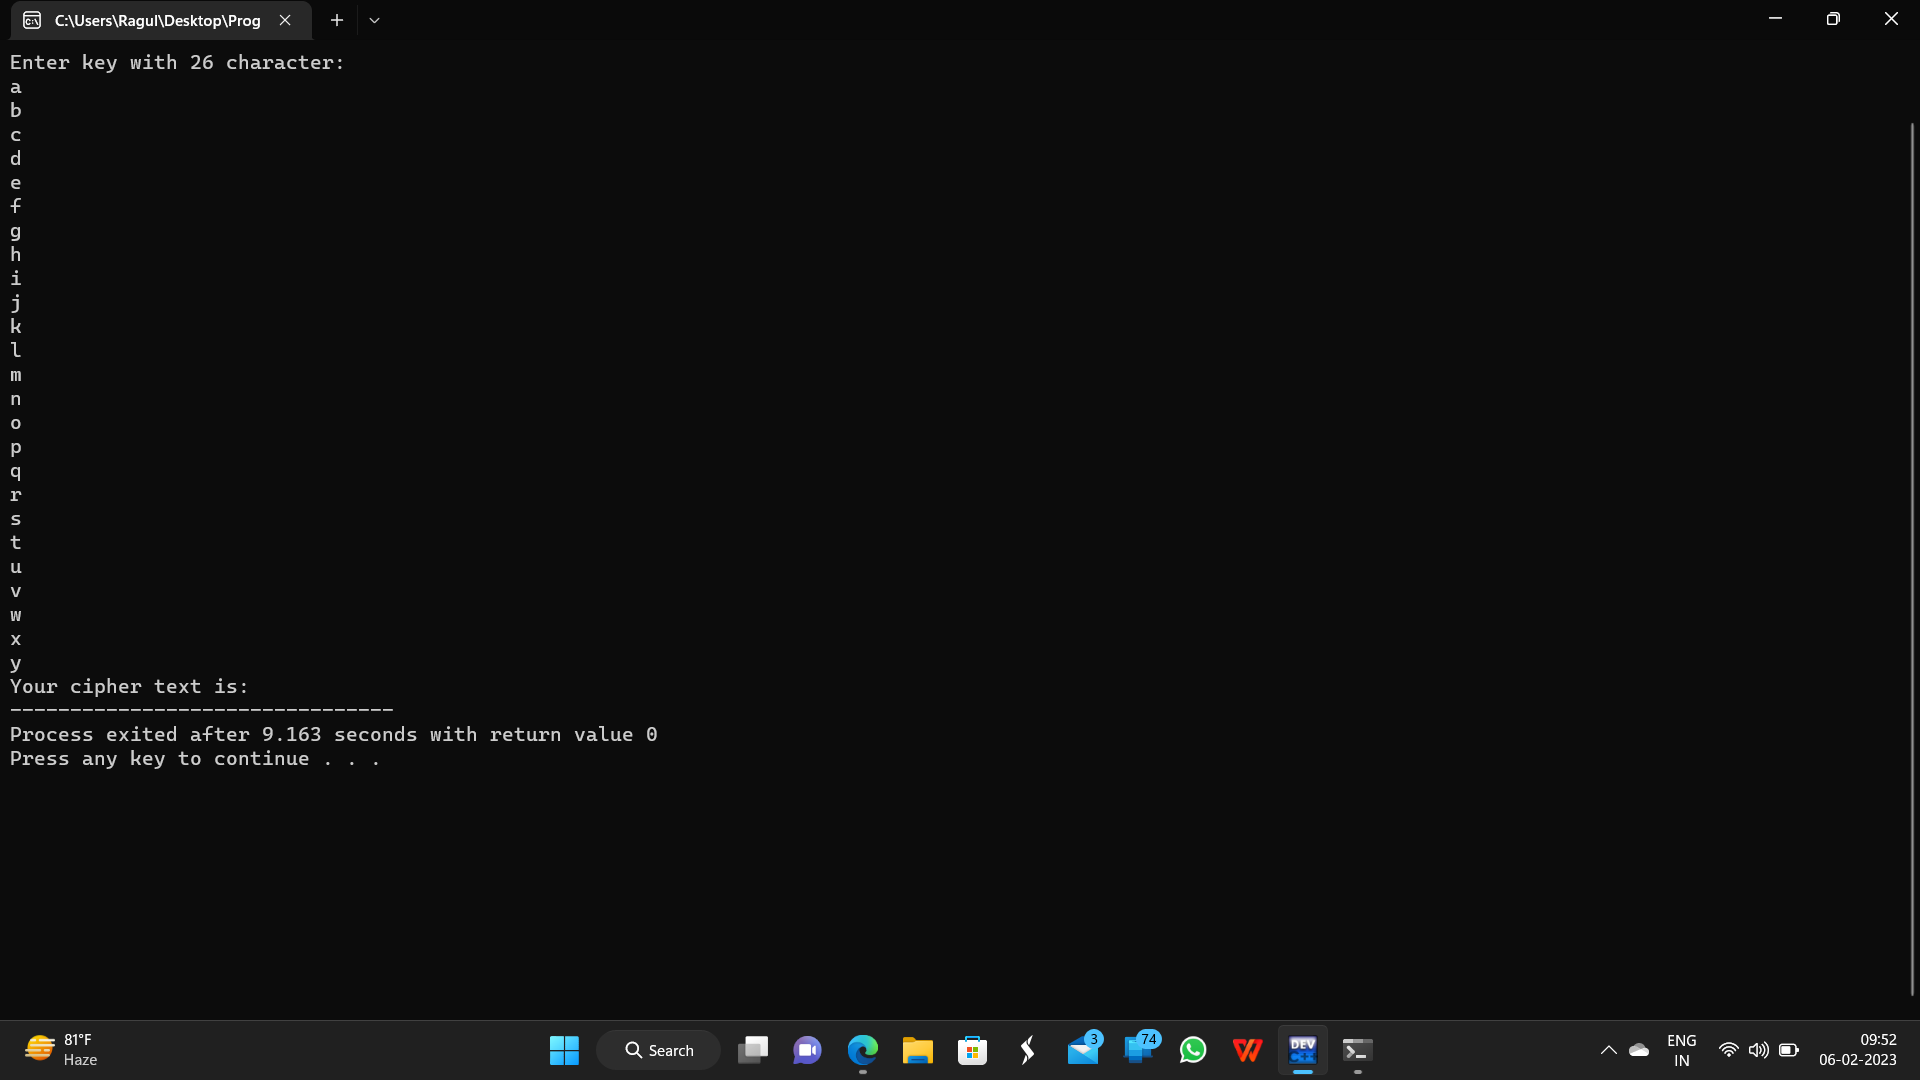 C:\Users\Ragul\Desktop\Prog
Enter key with 26 character:
a
b
c
d
e
f
g
h
i
j
k
l
m
n
o
p
q
r
s
t
u
v
w
x
y
Your cipher text is:
--------------------------------
Process exited after 9.163 seconds with return value 0
Press any key to continue . . .
81°F
Haze
Search
3
74
DEV
ENG
IN
09:52
06-02-2023